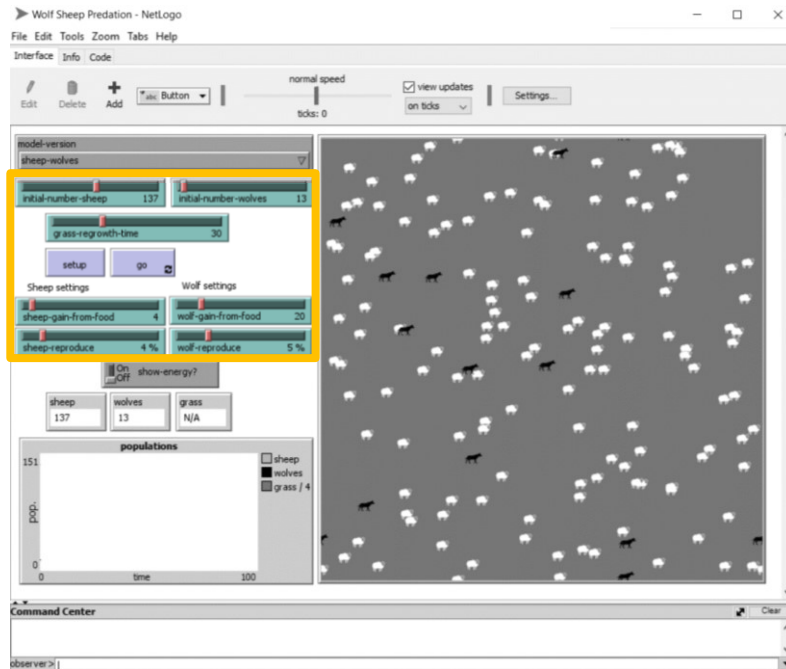 Wolf Sheep Predation - NetLogo
File Edit Tools Zoom Tabs Help
Interface Info Code
Edit Delete Add abc Button normal speed ticks: 0 view updates on ticks Settings...
model-version
sheep-wolves
initial-number-sheep 137 initial-number-wolves 13
grass-regrowth-time 30
setup go
Sheep settings Wolf settings
sheep-gain-from-food 4 wolf-gain-from-food 20
sheep-reproduce 4 % wolf-reproduce 5 %
On
Off show-energy?
sheep wolves grass
137 13 N/A
populations
151 sheep
wolves
grass / 4
pop.
0
0 time 100
Command Center Clear
observer>